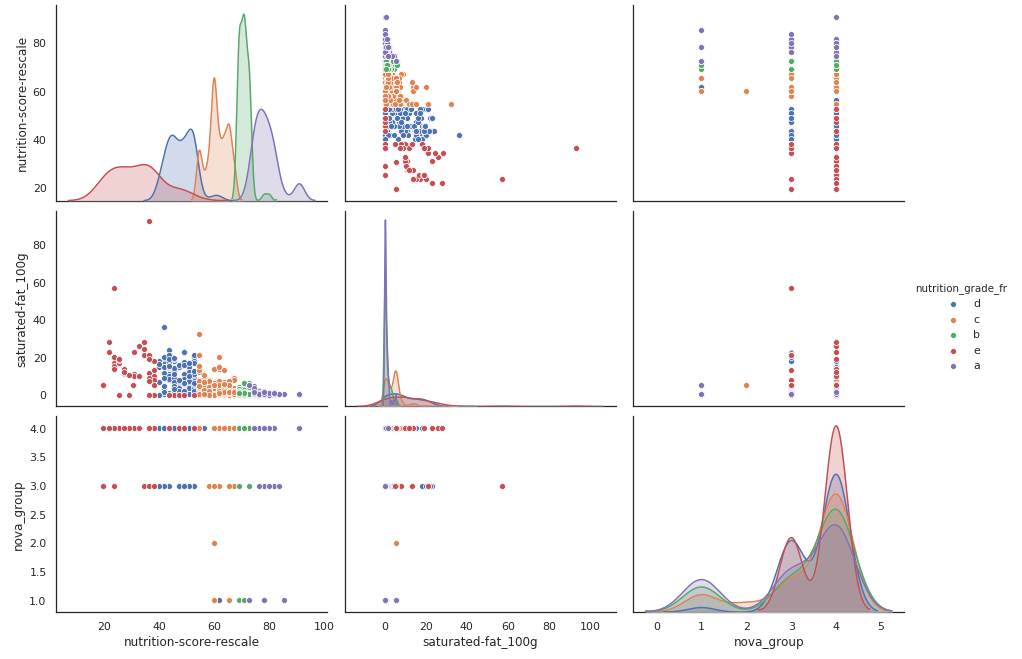 nutrition-score-rescale
80
60
40
20
saturated-fat_100g
80
60
40
20
0
nutrition_grade_fr
d
c
b
e
a
nova_group
4.0
3.5
3.0
2.5
2.0
1.5
1.0
20 40 60 80 100
0 20 40 60 80 100
0 1 2 3 4 5
nutrition-score-rescale
saturated-fat_100g
nova_group